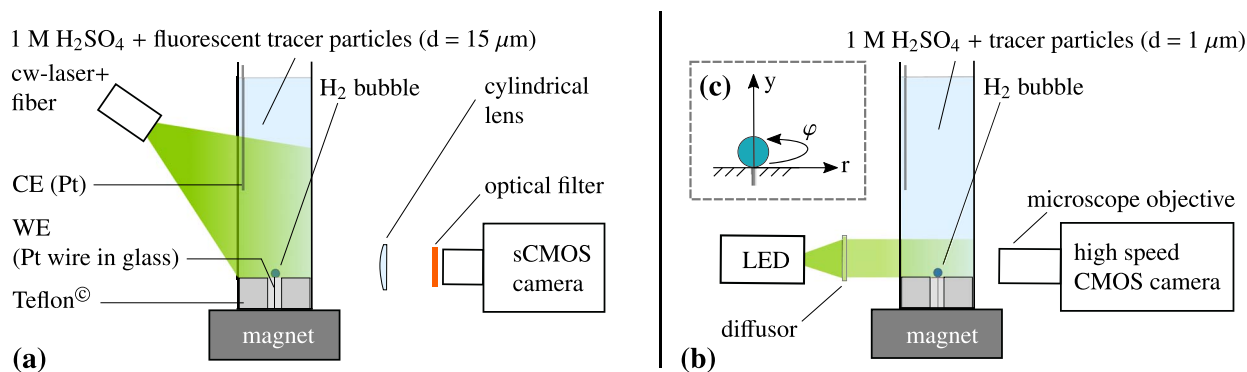 1 M H₂SO₄ + fluorescent tracer particles (d = 15 μm)
cw-laser+
fiber
H₂ bubble
cylindrical
lens
CE (Pt)
optical filter
WE
(Pt wire in glass)
sCMOS
camera
Teflon©
magnet
(a)
1 M H₂SO₄ + tracer particles (d = 1 μm)
(c)
y
φ
r
H₂ bubble
microscope objective
LED
high speed
CMOS camera
diffusor
magnet
(b)